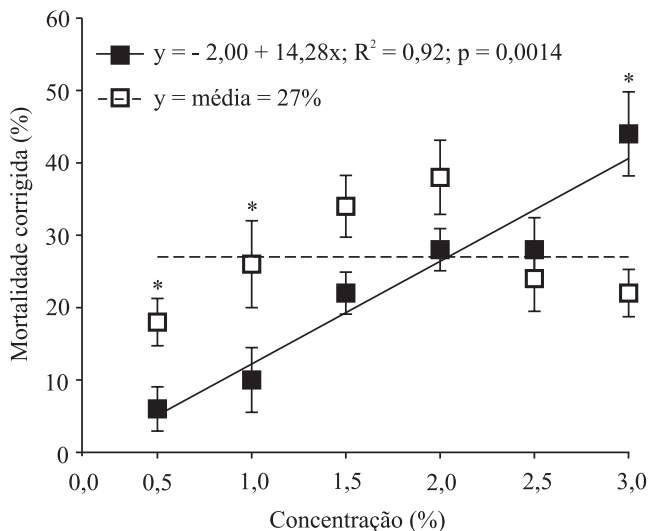 60
50
40
30
20
10
0
Mortalidade corrigida (%)
y = - 2,00 + 14,28x; R² = 0,92; p = 0,0014
y = média = 27%
*
*
*
0,0 0,5 1,0 1,5 2,0 2,5 3,0
Concentração (%)